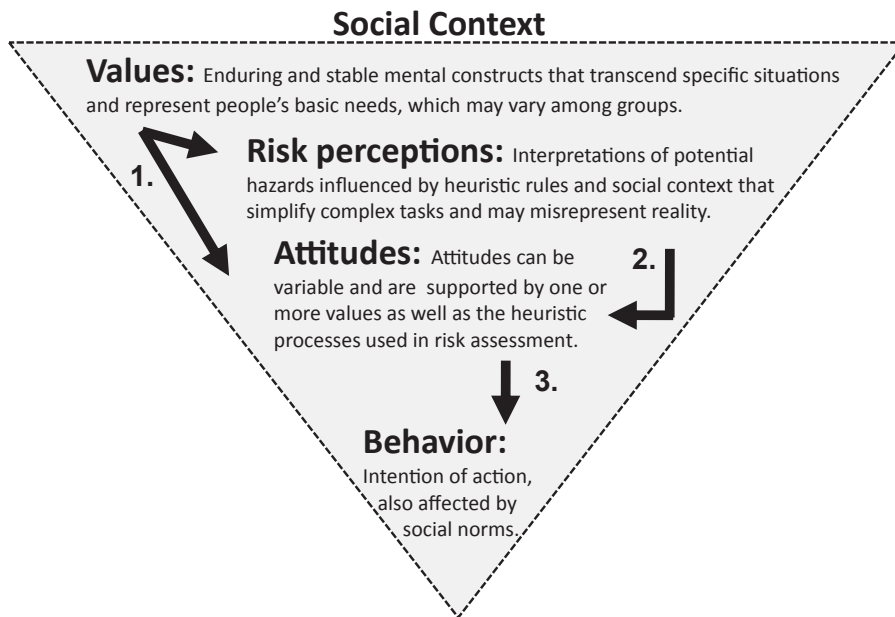 Social Context
Values: Enduring and stable mental constructs that transcend specific situations
and represent people's basic needs, which may vary among groups.
1.
Risk perceptions: Interpretations of potential
hazards influenced by heuristic rules and social context that
simplify complex tasks and may misrepresent reality.
Attitudes: Attitudes can be
variable and are supported by one or
more values as well as the heuristic
processes used in risk assessment.
2.
3.
Behavior:
Intention of action,
also affected by
social norms.